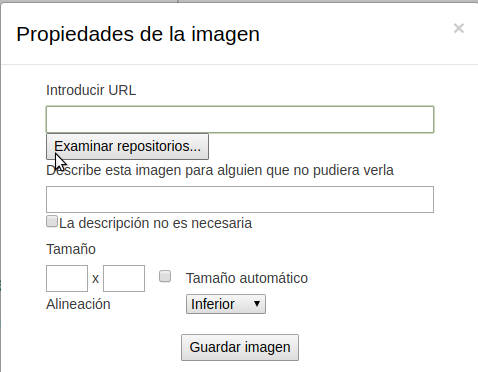 Propiedades de la imagen ×
Introducir URL
Examinar repositorios...
Describe esta imagen para alguien que no pudiera verla
La descripción no es necesaria
Tamaño
x Tamaño automático
Alineación Inferior
Guardar imagen